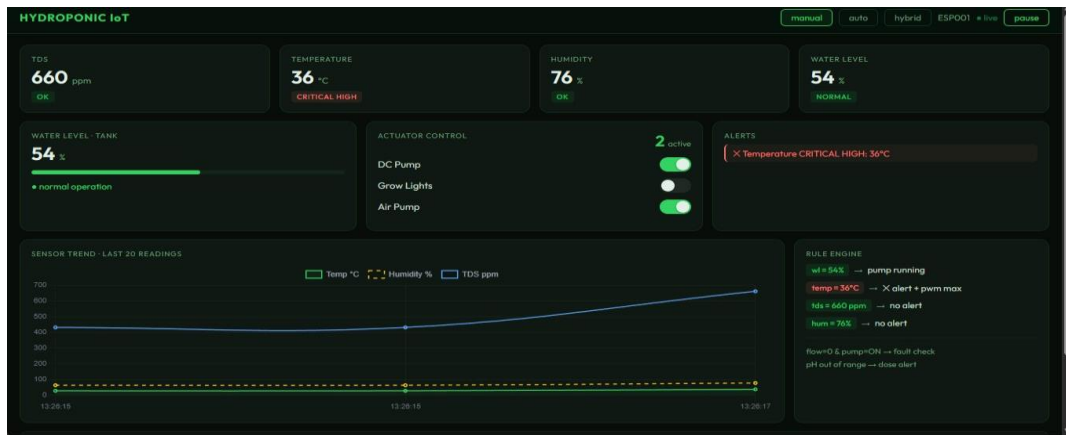 HYDROPONIC IoT
manual auto hybrid ESP001 • live pause
TDS
660 ppm
OK
TEMPERATURE
36 °C
CRITICAL HIGH
HUMIDITY
76 %
OK
WATER LEVEL
54 %
NORMAL
WATER LEVEL · TANK
54 %
• normal operation
ACTUATOR CONTROL
2 active
DC Pump
Grow Lights
Air Pump
ALERTS
✕ Temperature CRITICAL HIGH: 36°C
SENSOR TREND · LAST 20 READINGS
Temp °C Humidity % TDS ppm
700
600
500
400
300
200
100
0
13:26:15 13:26:15 13:26:17
RULE ENGINE
wl = 54% → pump running
temp = 36°C → ✕ alert + pwm max
tds = 660 ppm → no alert
hum = 76% → no alert
flow=0 & pump=ON → fault check
pH out of range → dose alert